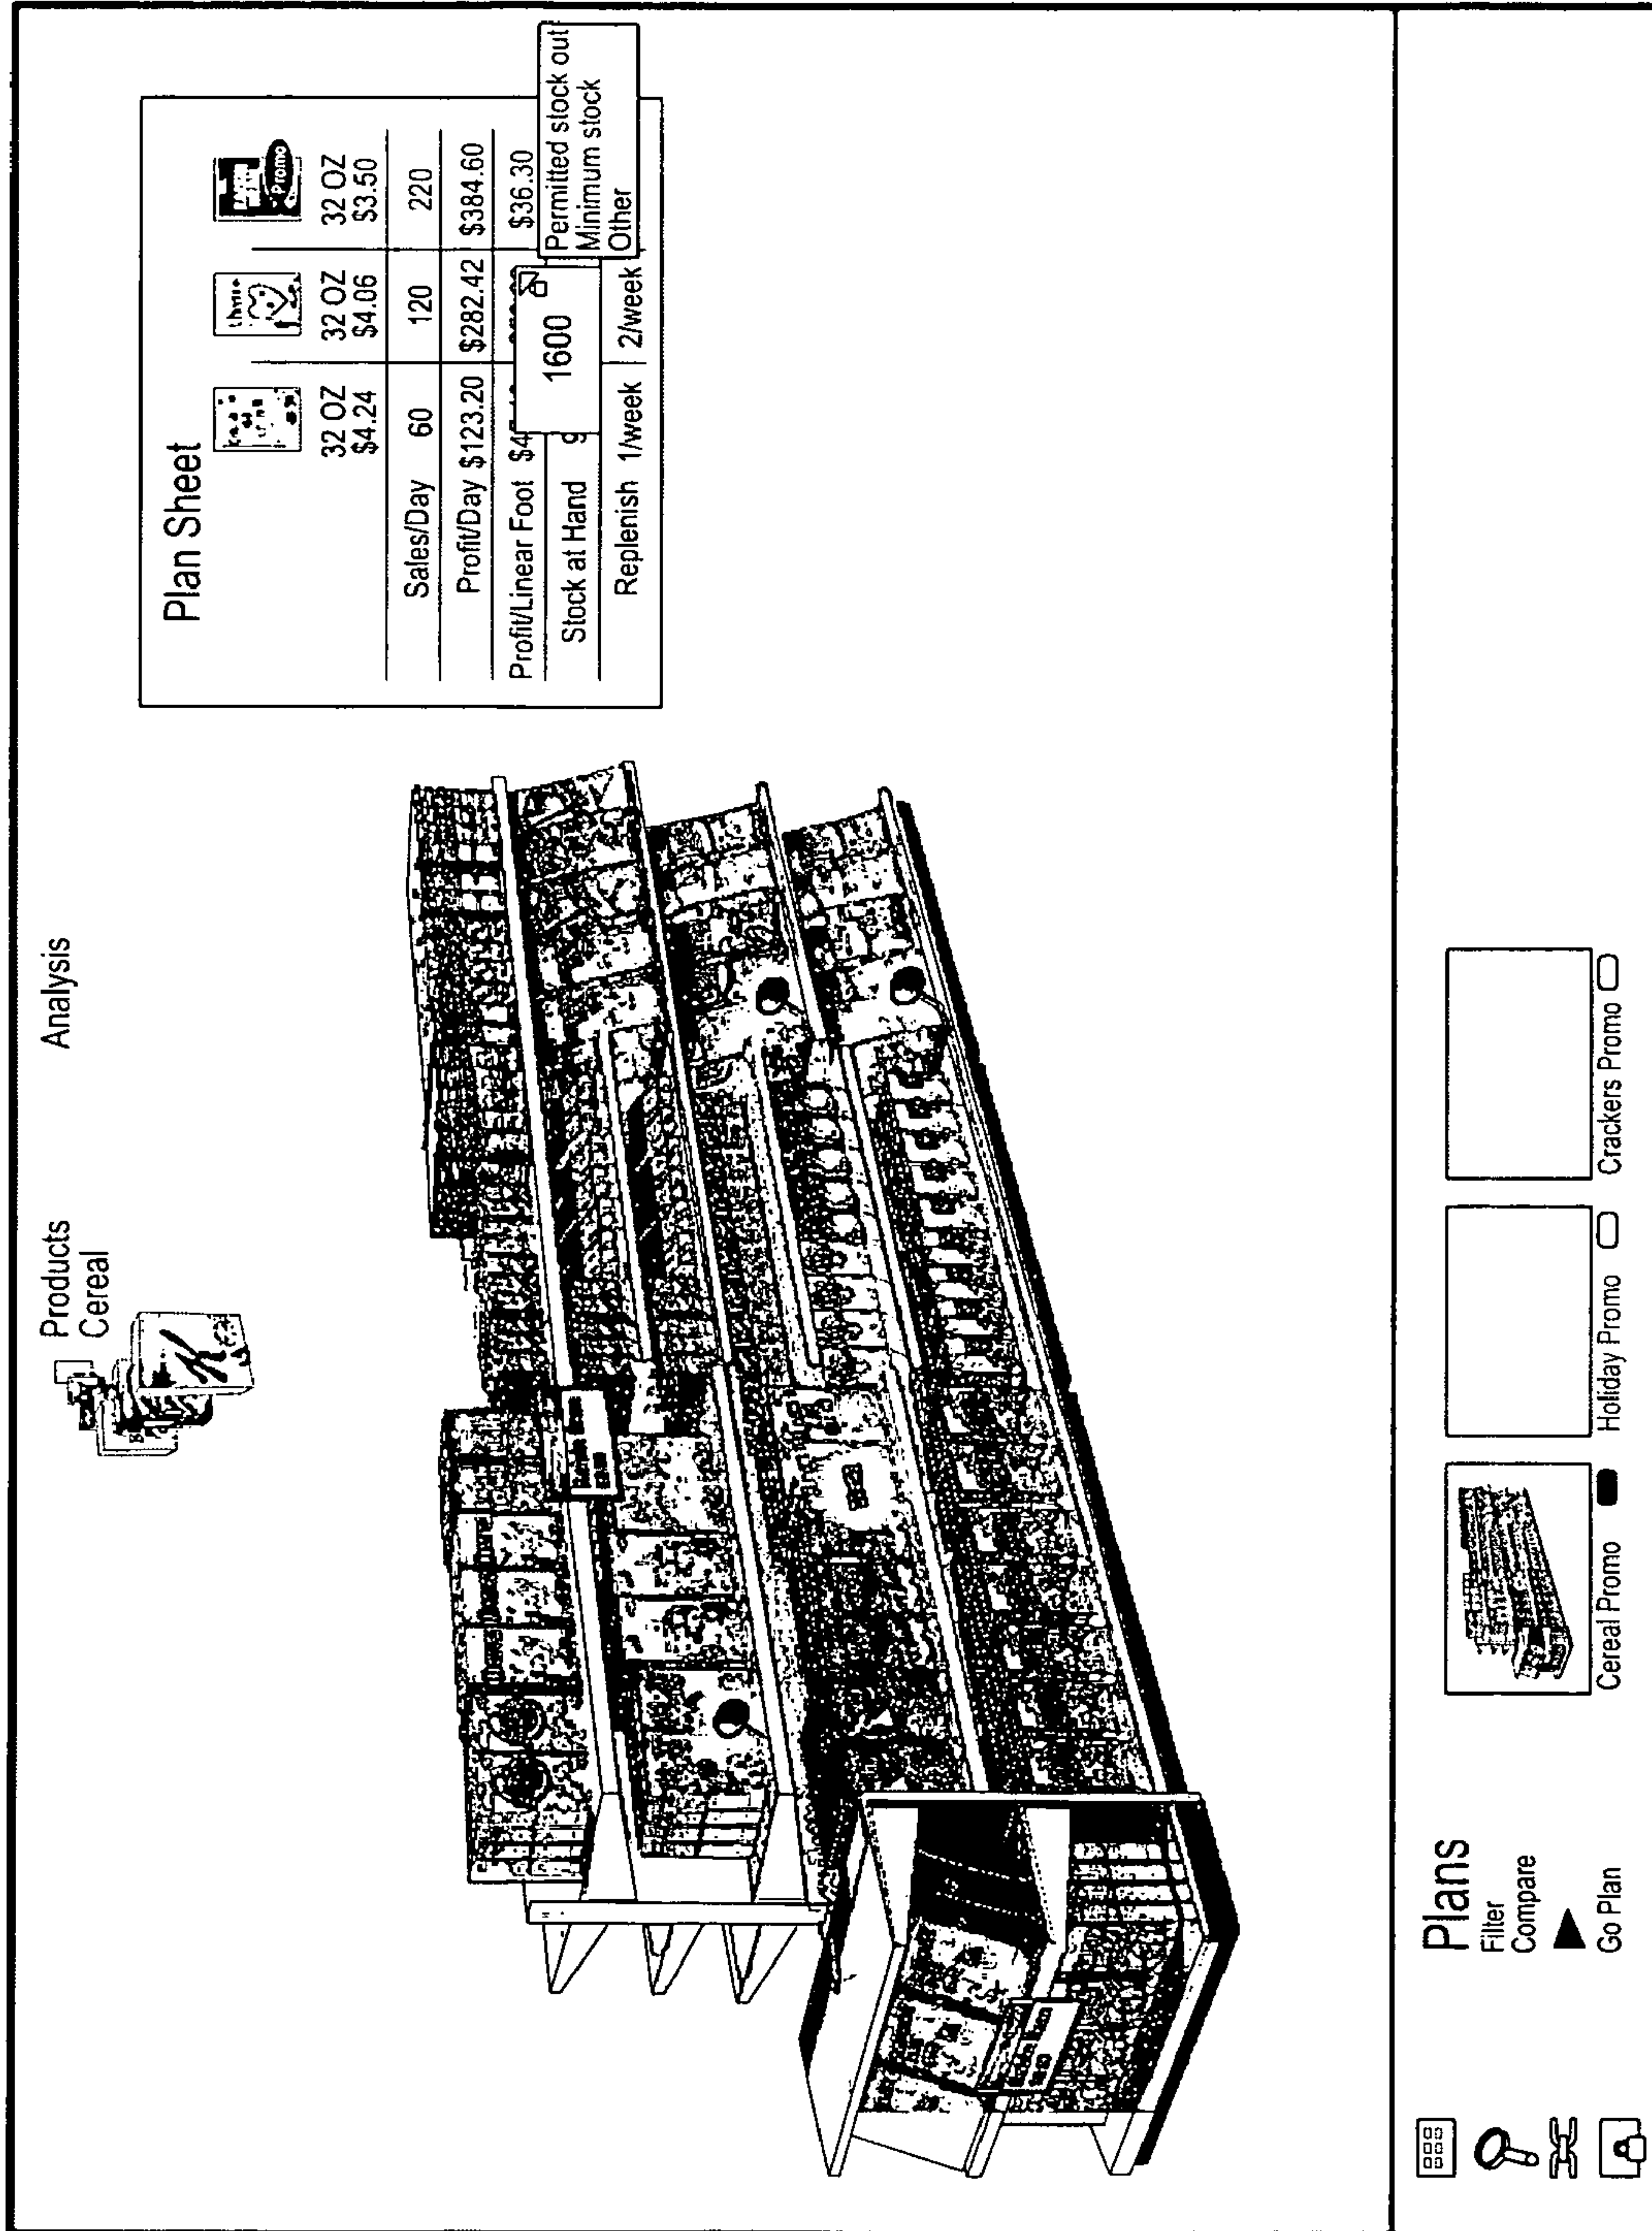 Products
Cereal
Analysis
Plan Sheet
Promo
32 OZ 32 OZ 32 OZ
$4.24 $4.06 $3.50
Sales/Day 60 120 220
Profit/Day $123.20 $282.42 $384.60
Profit/Linear Foot $4 $36.30
Stock at Hand 9 1600
Replenish 1/week 2/week
Permitted stock out
Minimum stock
Other
Plans
Filter
Compare
Go Plan
Cereal Promo
Holiday Promo
Crackers Promo